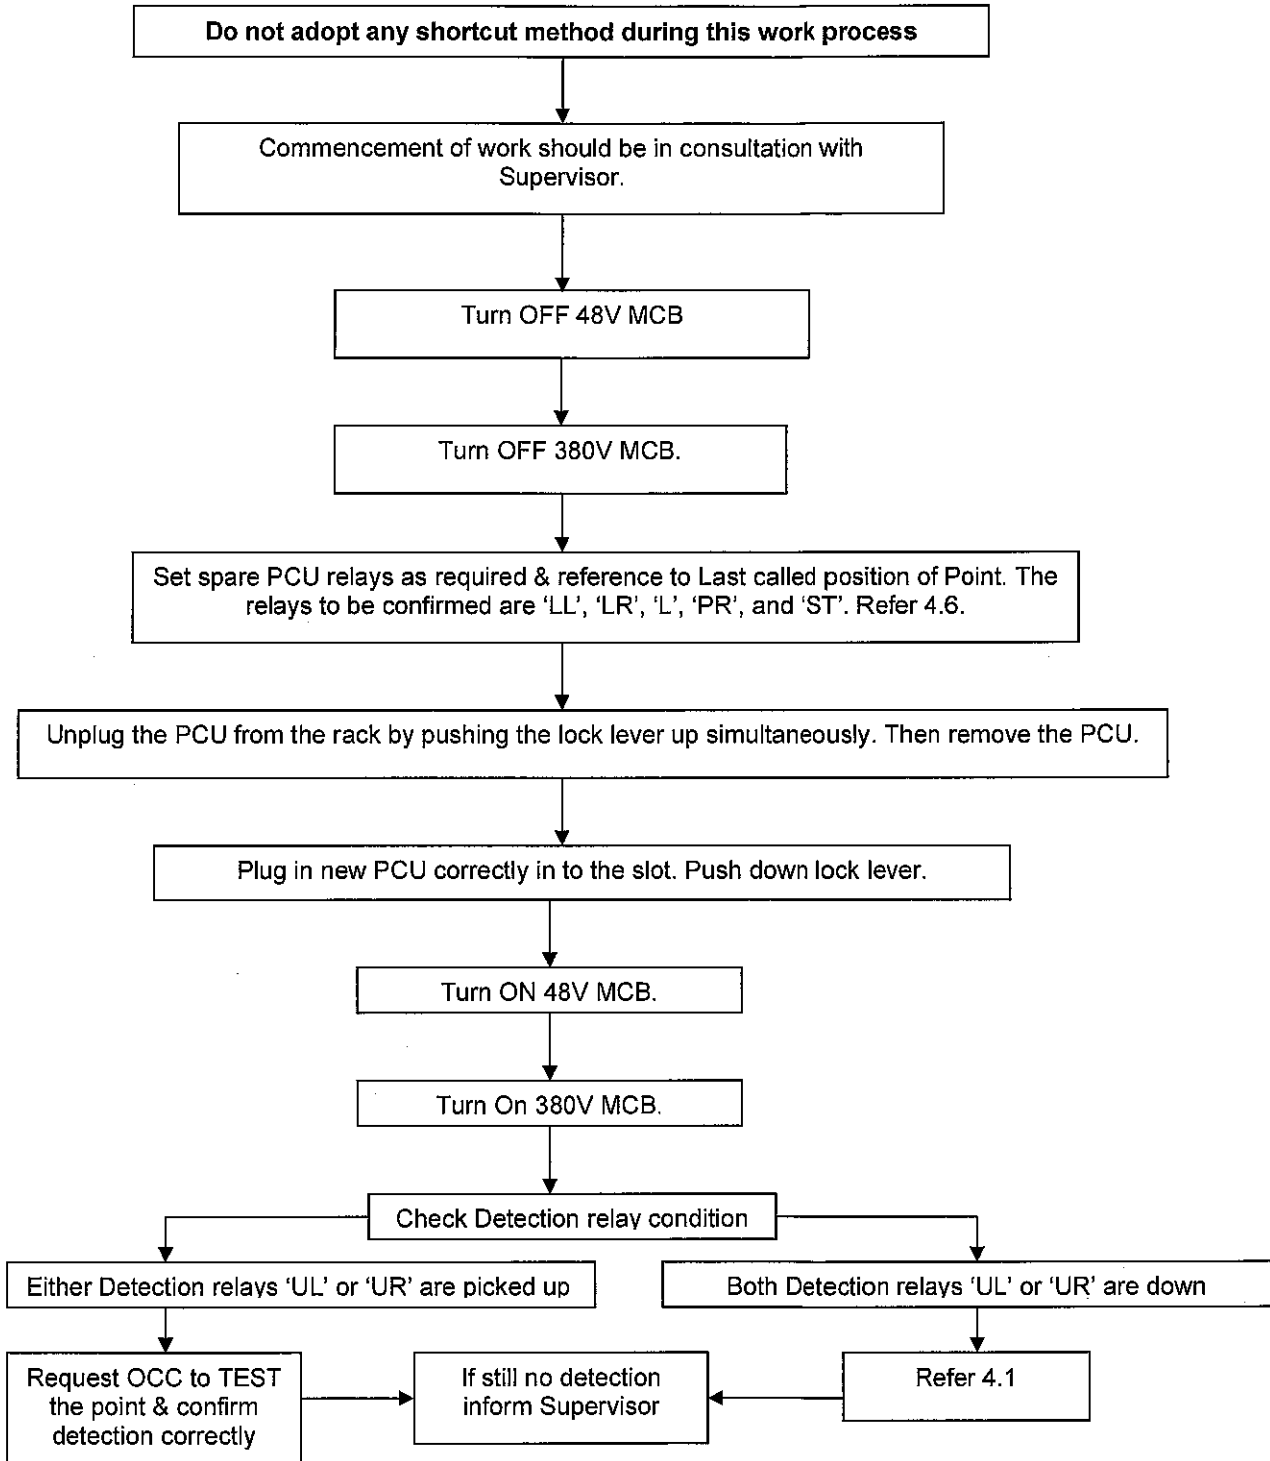 Do not adopt any shortcut method during this work process
Commencement of work should be in consultation with
Supervisor.
Turn OFF 48V MCB
Turn OFF 380V MCB.
Set spare PCU relays as required & reference to Last called position of Point. The
relays to be confirmed are ‘LL’, ‘LR’, ‘L’, ‘PR’, and ‘ST’. Refer 4.6.
Unplug the PCU from the rack by pushing the lock lever up simultaneously. Then remove the PCU.
Plug in new PCU correctly in to the slot. Push down lock lever.
Turn ON 48V MCB.
Turn On 380V MCB.
Check Detection relay condition
Either Detection relays ‘UL’ or ‘UR’ are picked up
Both Detection relays ‘UL’ or ‘UR’ are down
Request OCC to TEST
the point & confirm
detection correctly
If still no detection
inform Supervisor
Refer 4.1